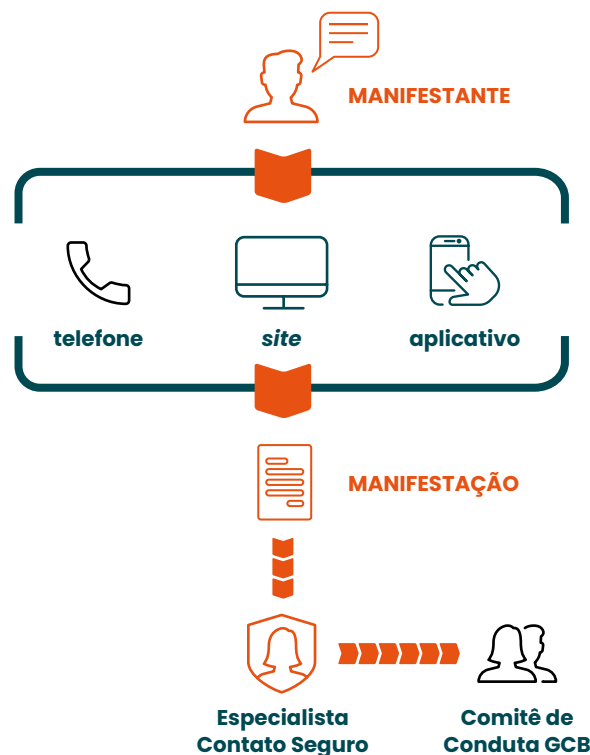 MANIFESTANTE
telefone
site
aplicativo
MANIFESTAÇÃO
Especialista
Contato Seguro
Comitê de
Conduta GCB